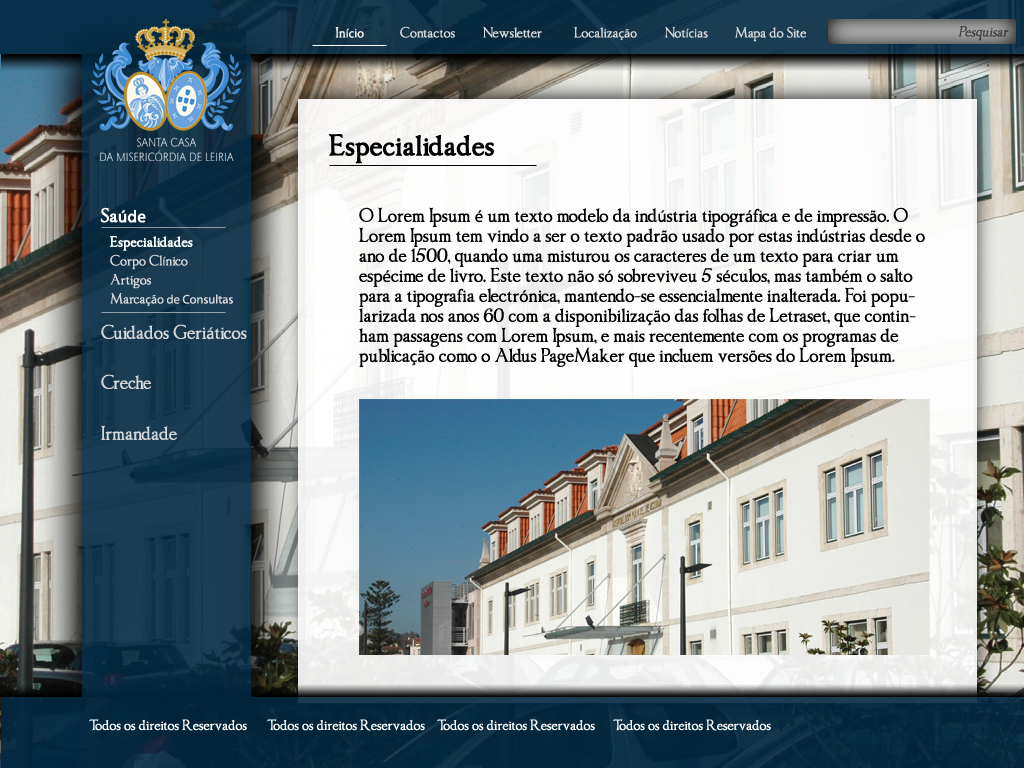 Início Contactos Newsletter Localização Notícias Mapa do Site Pesquisar
SANTA CASA
DA MISERICÓRDIA DE LEIRIA
Saúde
Especialidades
Corpo Clínico
Artigos
Marcação de Consultas
Cuidados Geriáticos
Creche
Irmandade
Especialidades
O Lorem Ipsum é um texto modelo da indústria tipográfica e de impressão. O
Lorem Ipsum tem vindo a ser o texto padrão usado por estas indústrias desde o
ano de 1500, quando uma misturou os caracteres de um texto para criar um
espécime de livro. Este texto não só sobreviveu 5 séculos, mas também o salto
para a tipografia electrónica, mantendo-se essencialmente inalterada. Foi popu-
larizada nos anos 60 com a disponibilização das folhas de Letraset, que contin-
ham passagens com Lorem Ipsum, e mais recentemente com os programas de
publicação como o Aldus PageMaker que incluem versões do Lorem Ipsum.
Todos os direitos Reservados Todos os direitos Reservados Todos os direitos Reservados Todos os direitos Reservados